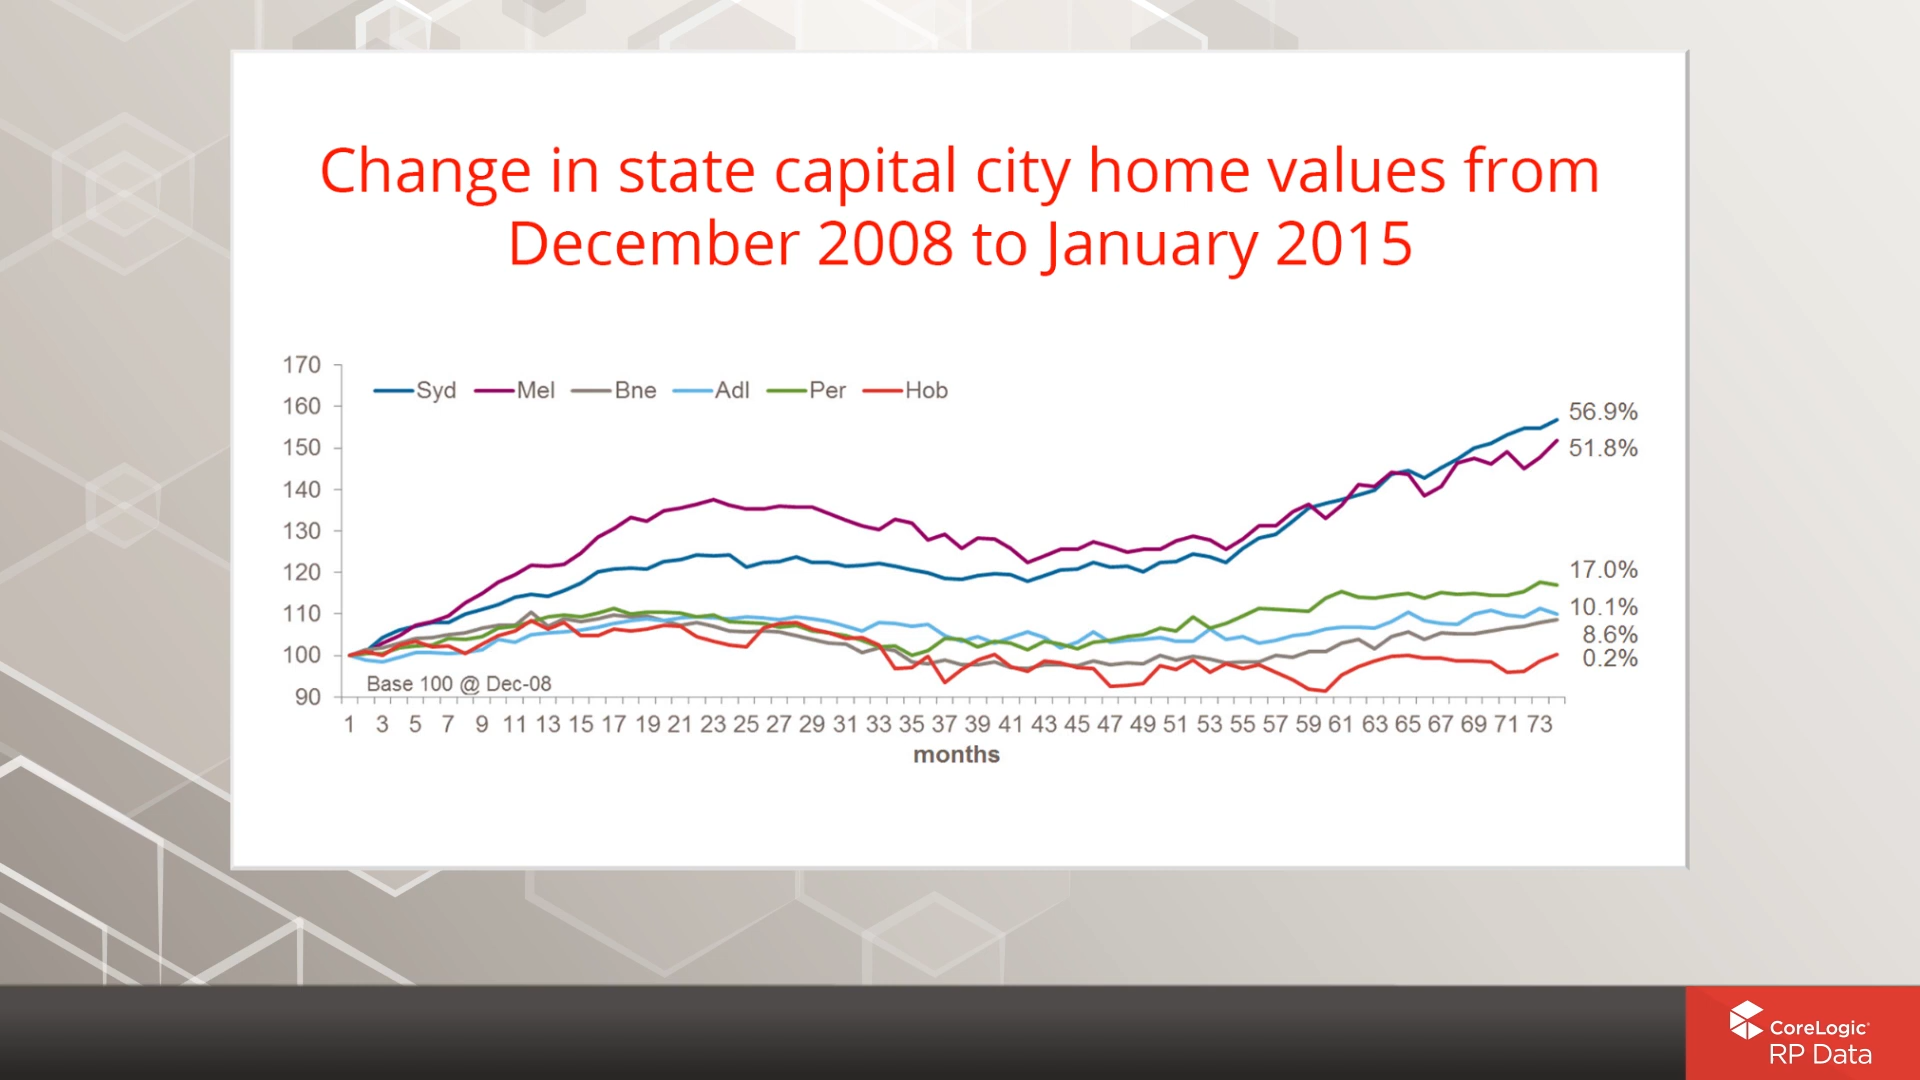 Change in state capital city home values from
December 2008 to January 2015
170
160
150
140
130
120
110
100
90
Syd Mel Bne Adl Per Hob
56.9%
51.8%
17.0%
10.1%
8.6%
0.2%
Base 100 @ Dec-08
1 3 5 7 9 11 13 15 17 19 21 23 25 27 29 31 33 35 37 39 41 43 45 47 49 51 53 55 57 59 61 63 65 67 69 71 73
months
CoreLogic
RP Data